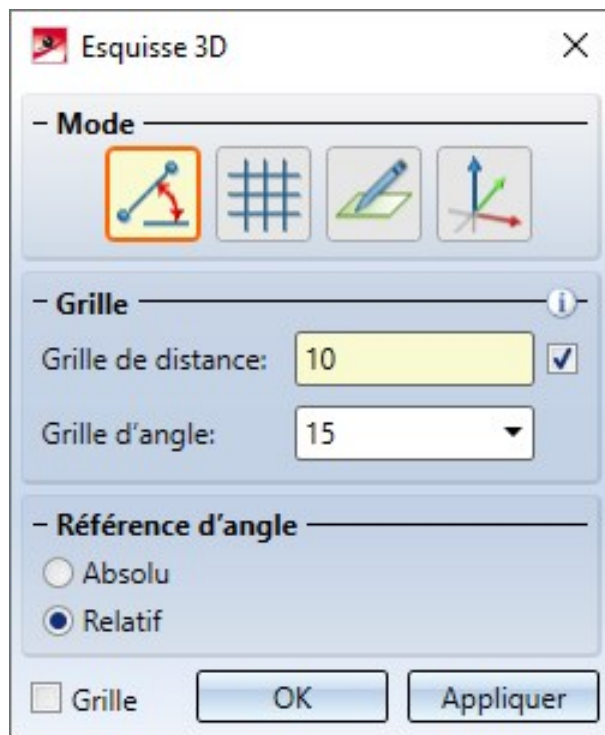 Esquisse 3D
Mode
Grille
Grille de distance: 10
Grille d’angle: 15
Référence d’angle
Absolu
Relatif
Grille OK Appliquer